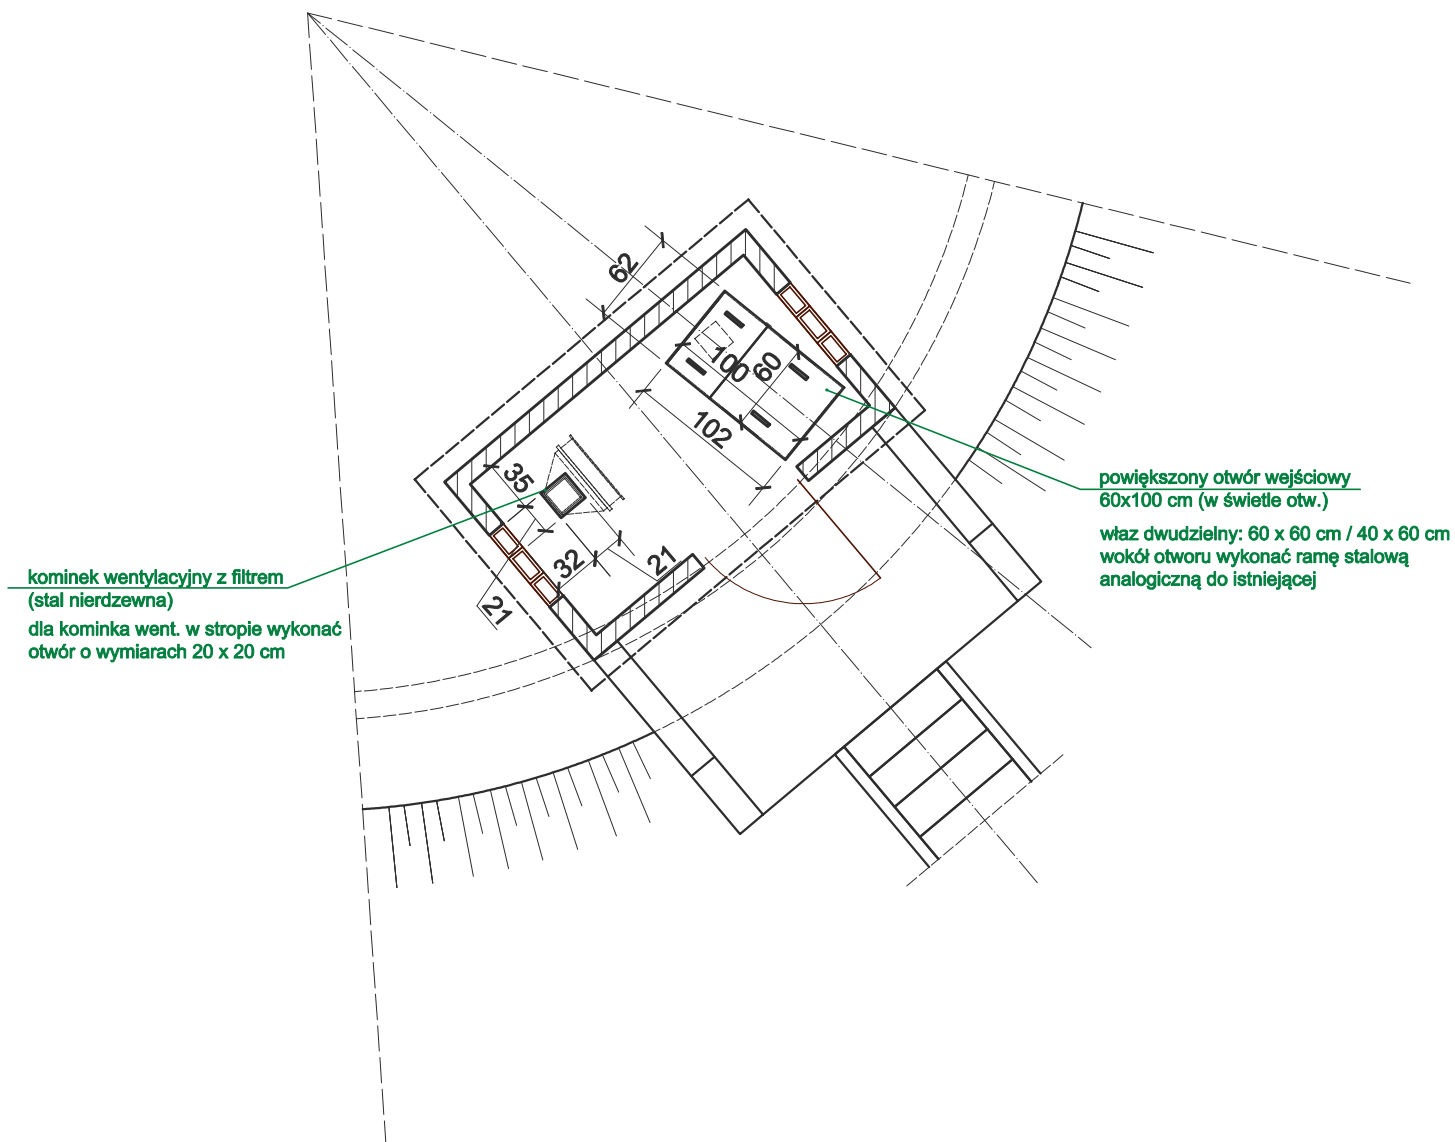 62
100
60
102
35
32
21
21
kominek wentylacyjny z filtrem
(stal nierdzewna)
dla kominka went. w stropie wykonać
otwór o wymiarach 20 x 20 cm
powiększony otwór wejściowy
60x100 cm (w świetle otw.)
właz dwudzielny: 60 x 60 cm / 40 x 60 cm
wokół otworu wykonać ramę stalową
analogiczną do istniejącej